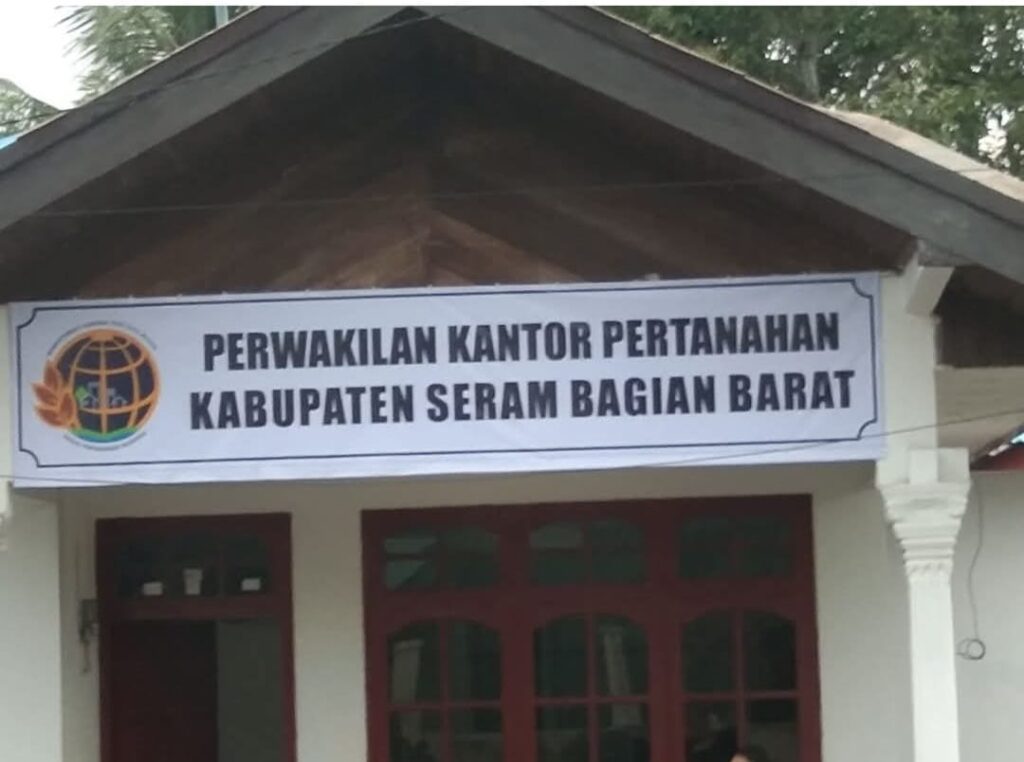 PERWAKILAN KANTOR PERTANAHAN
KABUPATEN SERAM BAGIAN BARAT